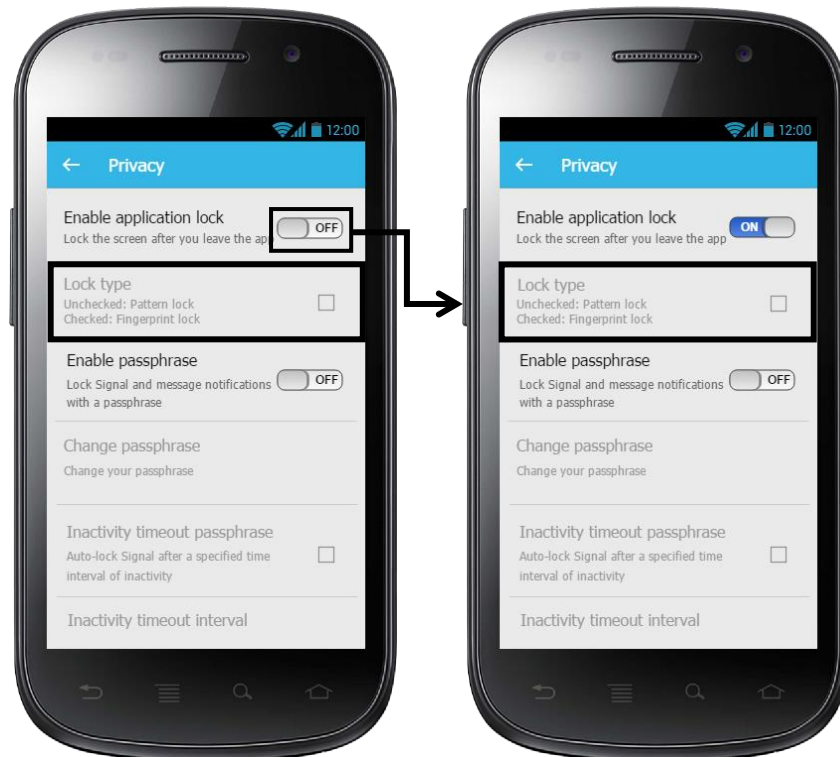 12:00
Privacy
Enable application lock
Lock the screen after you leave the app
OFF
Lock type
Unchecked: Pattern lock
Checked: Fingerprint lock
Enable passphrase
Lock Signal and message notifications
with a passphrase
OFF
Change passphrase
Change your passphrase
Inactivity timeout passphrase
Auto-lock Signal after a specified time
interval of inactivity
Inactivity timeout interval
12:00
Privacy
Enable application lock
Lock the screen after you leave the app
ON
Lock type
Unchecked: Pattern lock
Checked: Fingerprint lock
Enable passphrase
Lock Signal and message notifications
with a passphrase
OFF
Change passphrase
Change your passphrase
Inactivity timeout passphrase
Auto-lock Signal after a specified time
interval of inactivity
Inactivity timeout interval